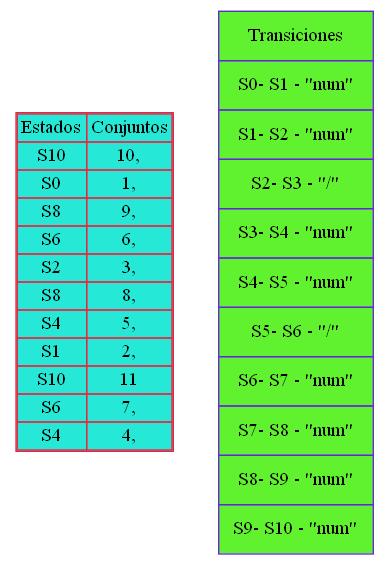 Estados Conjuntos
S10 10,
S0 1,
S8 9,
S6 6,
S2 3,
S8 8,
S4 5,
S1 2,
S10 11
S6 7,
S4 4,
Transiciones
S0- S1 - "num"
S1- S2 - "num"
S2- S3 - "/"
S3- S4 - "num"
S4- S5 - "num"
S5- S6 - "/"
S6- S7 - "num"
S7- S8 - "num"
S8- S9 - "num"
S9- S10 - "num"